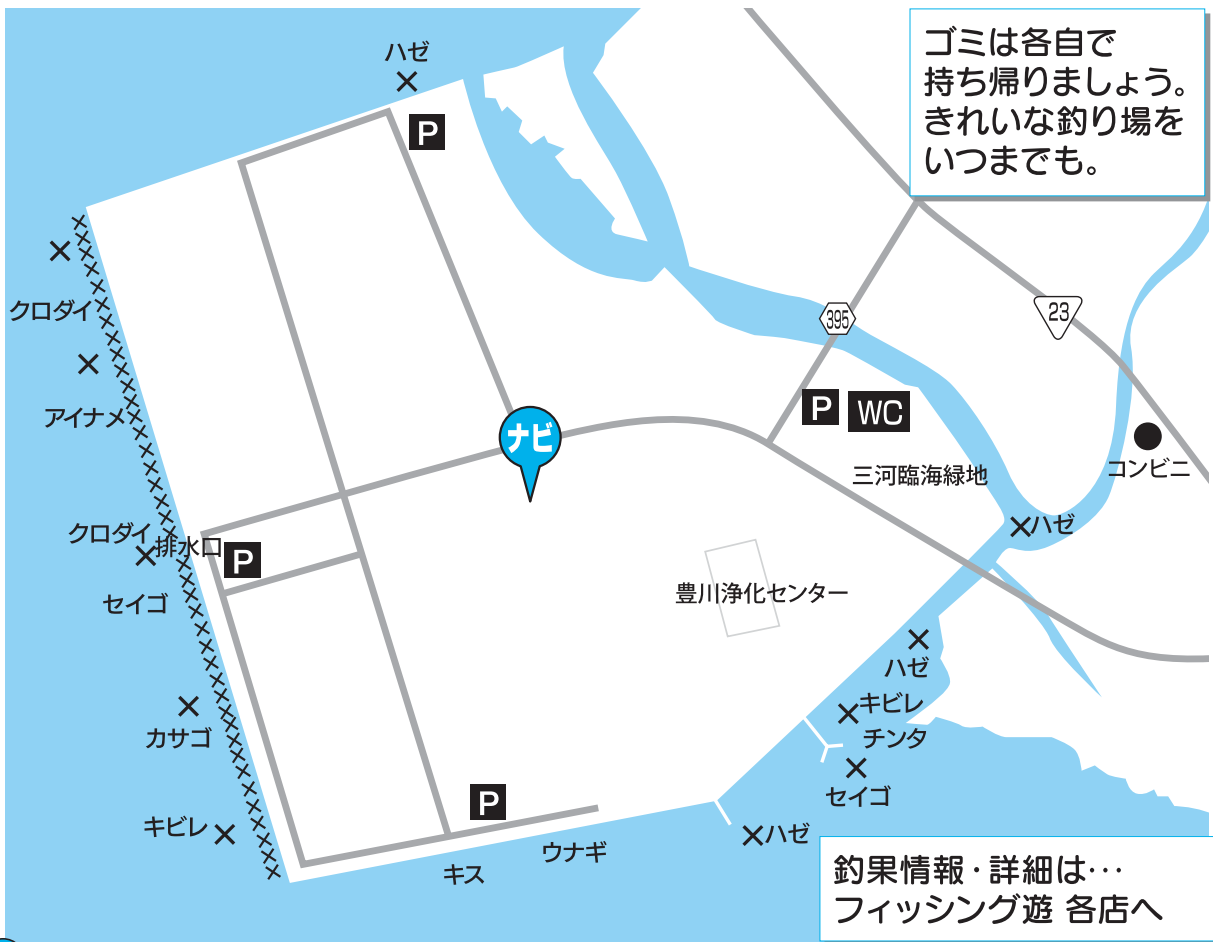 ゴミは各自で
持ち帰りましょう。
きれいな釣り場を
いつまでも。
ハゼ
P
クロダイ
395
23
アイナメ
P
WC
ナビ
コンビニ
三河臨海緑地
ハゼ
クロダイ
排水口
P
セイゴ
豊川浄化センター
ハゼ
キビレ
チンタ
カサゴ
セイゴ
P
キビレ
ハゼ
ウナギ
キス
釣果情報・詳細は…
フィッシング遊 各店へ